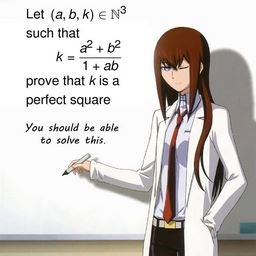 Let (a, b, k) ∈ ℕ³
such that
k = \frac{a² + b²}{1 + ab}
prove that k is a
perfect square
You should be able
to solve this.